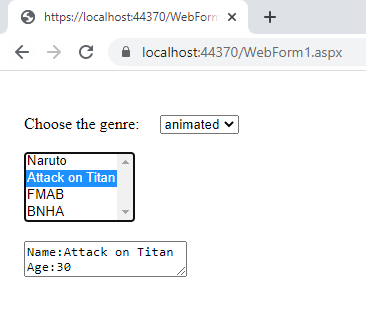 https://localhost:44370/WebForm
localhost:44370/WebForm1.aspx
Choose the genre: animated
Naruto
Attack on Titan
FMAB
BNHA
Name:Attack on Titan
Age:30